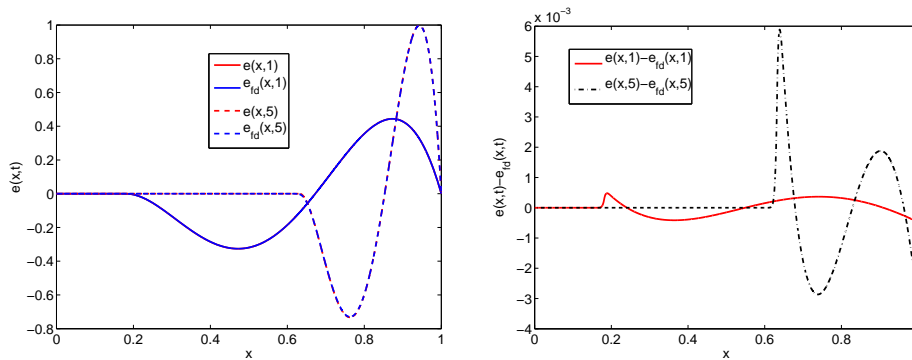 1
0.8
0.6
0.4
0.2
0
−0.2
−0.4
−0.6
−0.8
0 0.2 0.4 0.6 0.8 1
x
e(x,t)
e(x,1)
e_fd(x,1)
e(x,5)
e_fd(x,5)
x 10^−3
6
5
4
3
2
1
0
−1
−2
−3
−4
0 0.2 0.4 0.6 0.8
x
e(x,t)−e_fd(x,t)
e(x,1)−e_fd(x,1)
e(x,5)−e_fd(x,5)